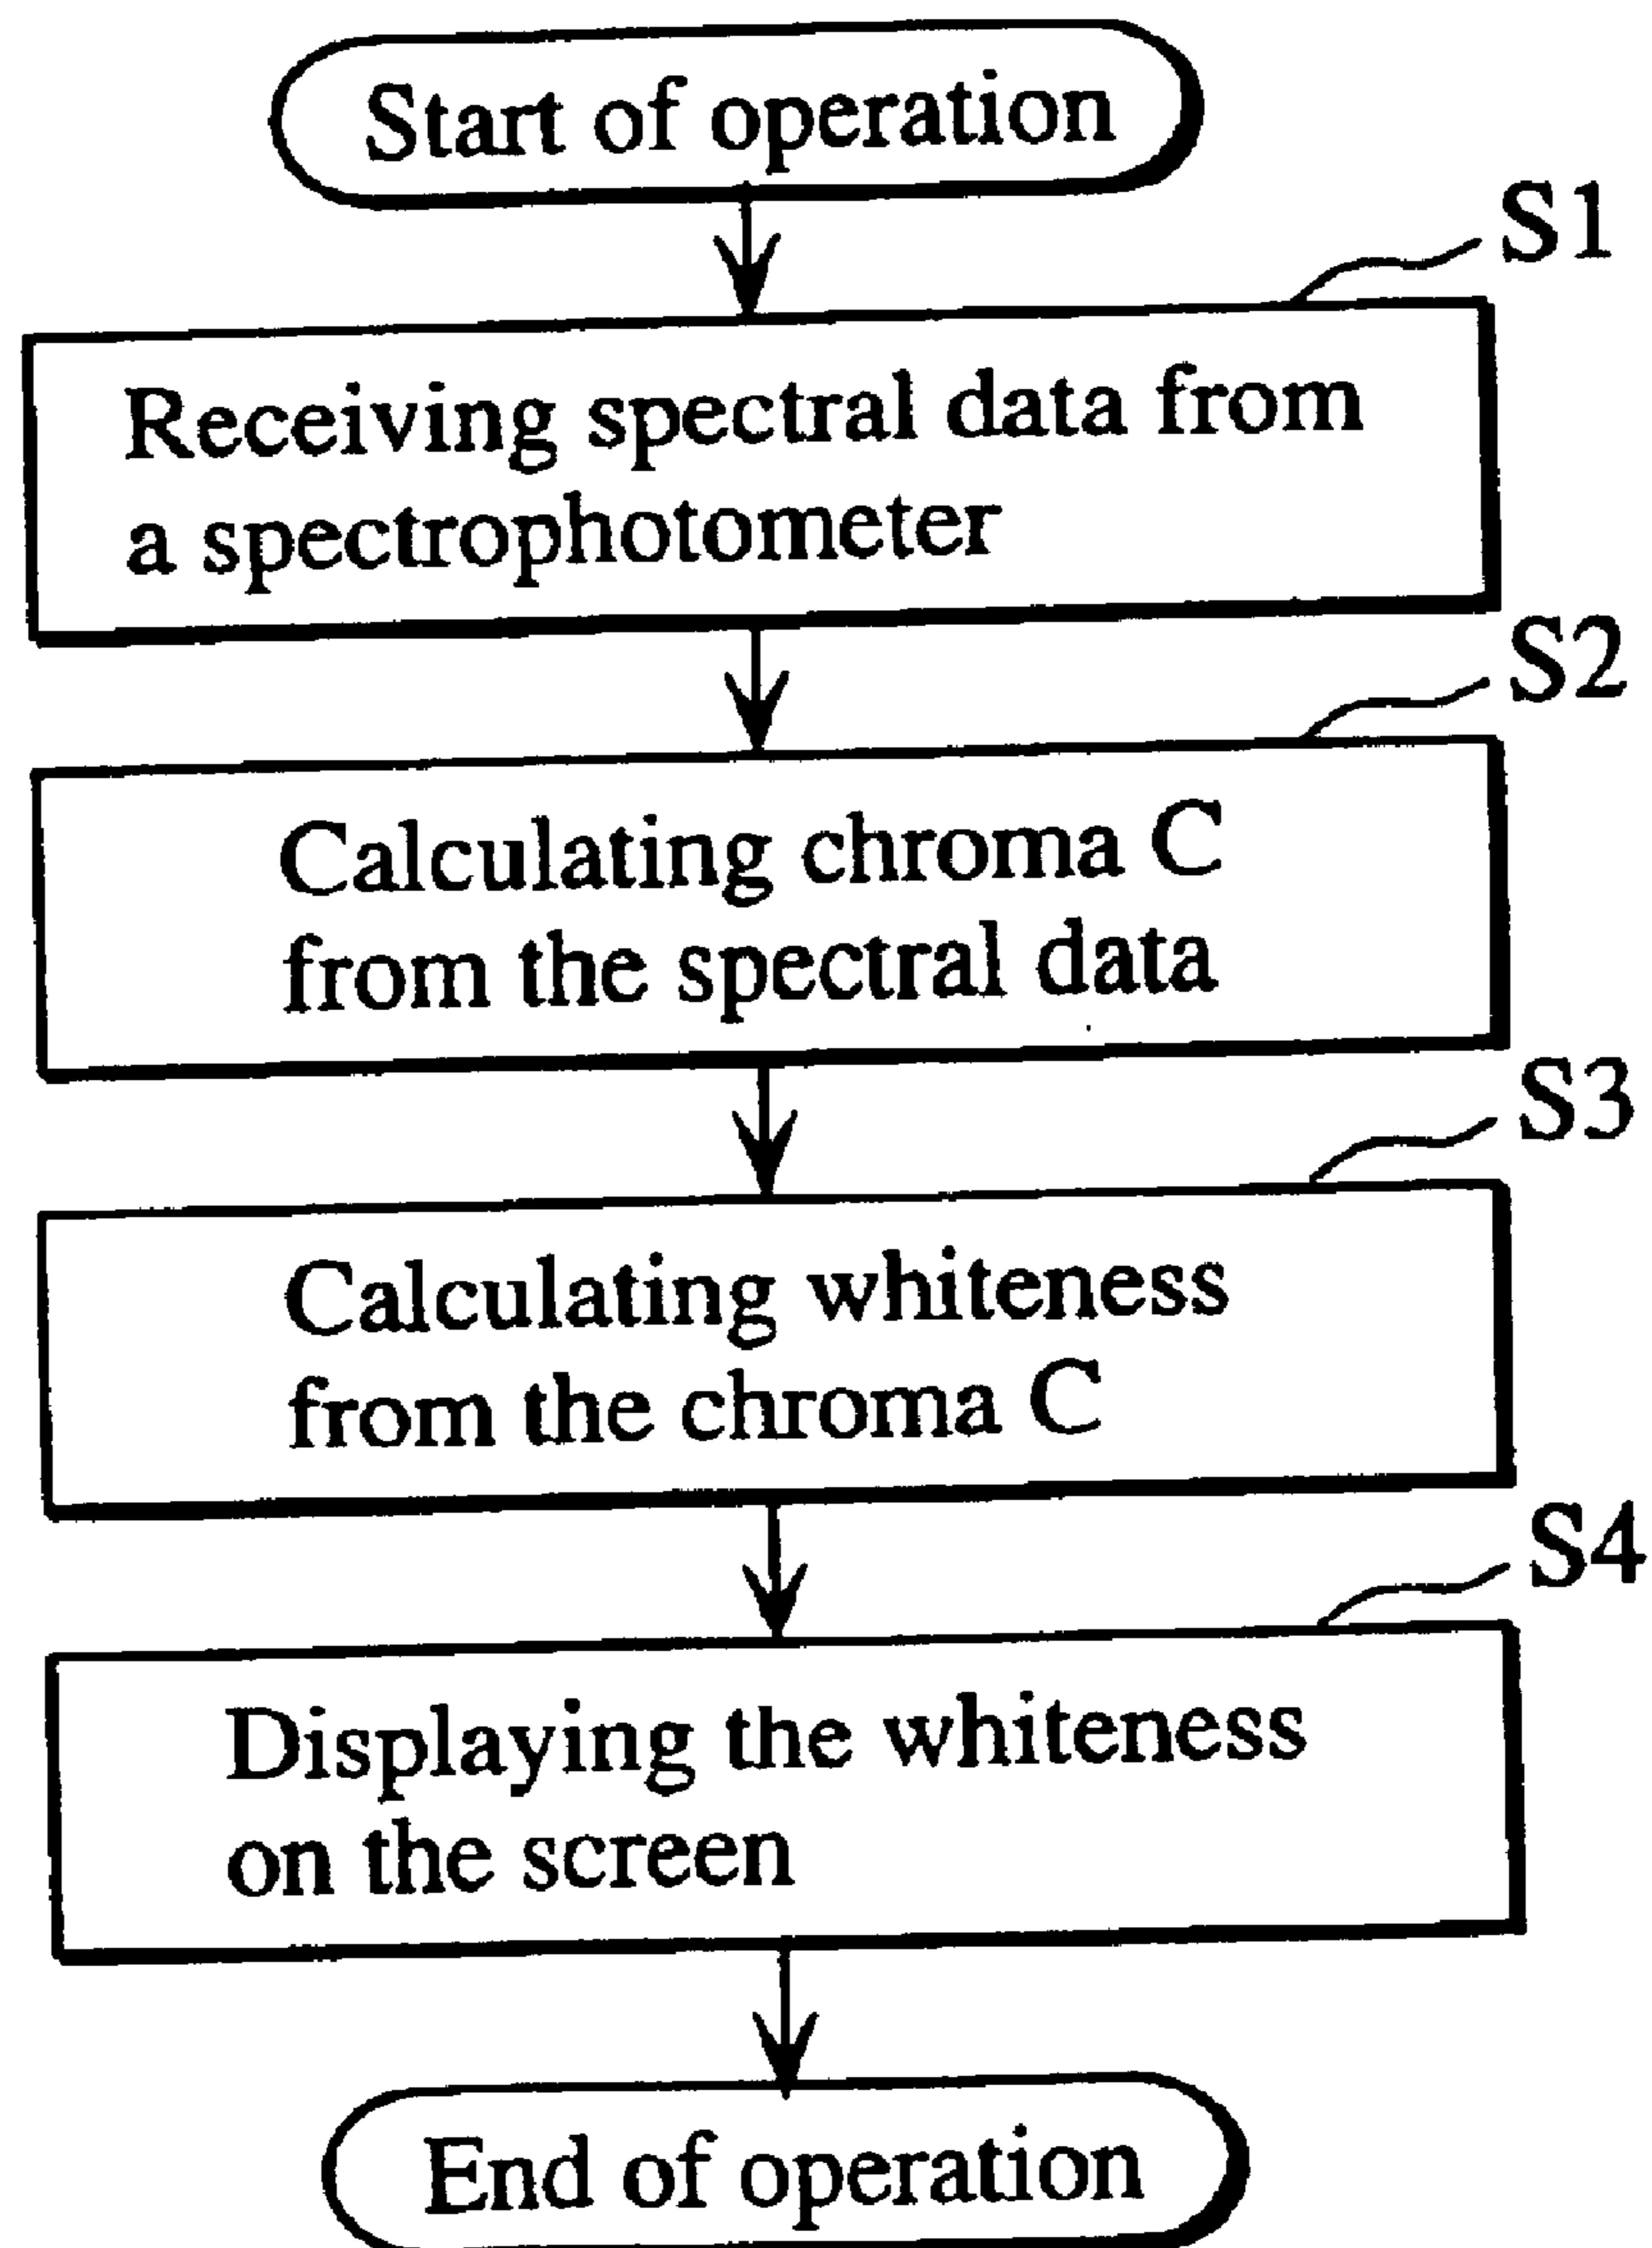 Start of operation
S1
Receiving spectral data from
a spectrophotometer
S2
Calculating chroma C
from the spectral data
S3
Calculating whiteness
from the chroma C
S4
Displaying the whiteness
on the screen
End of operation